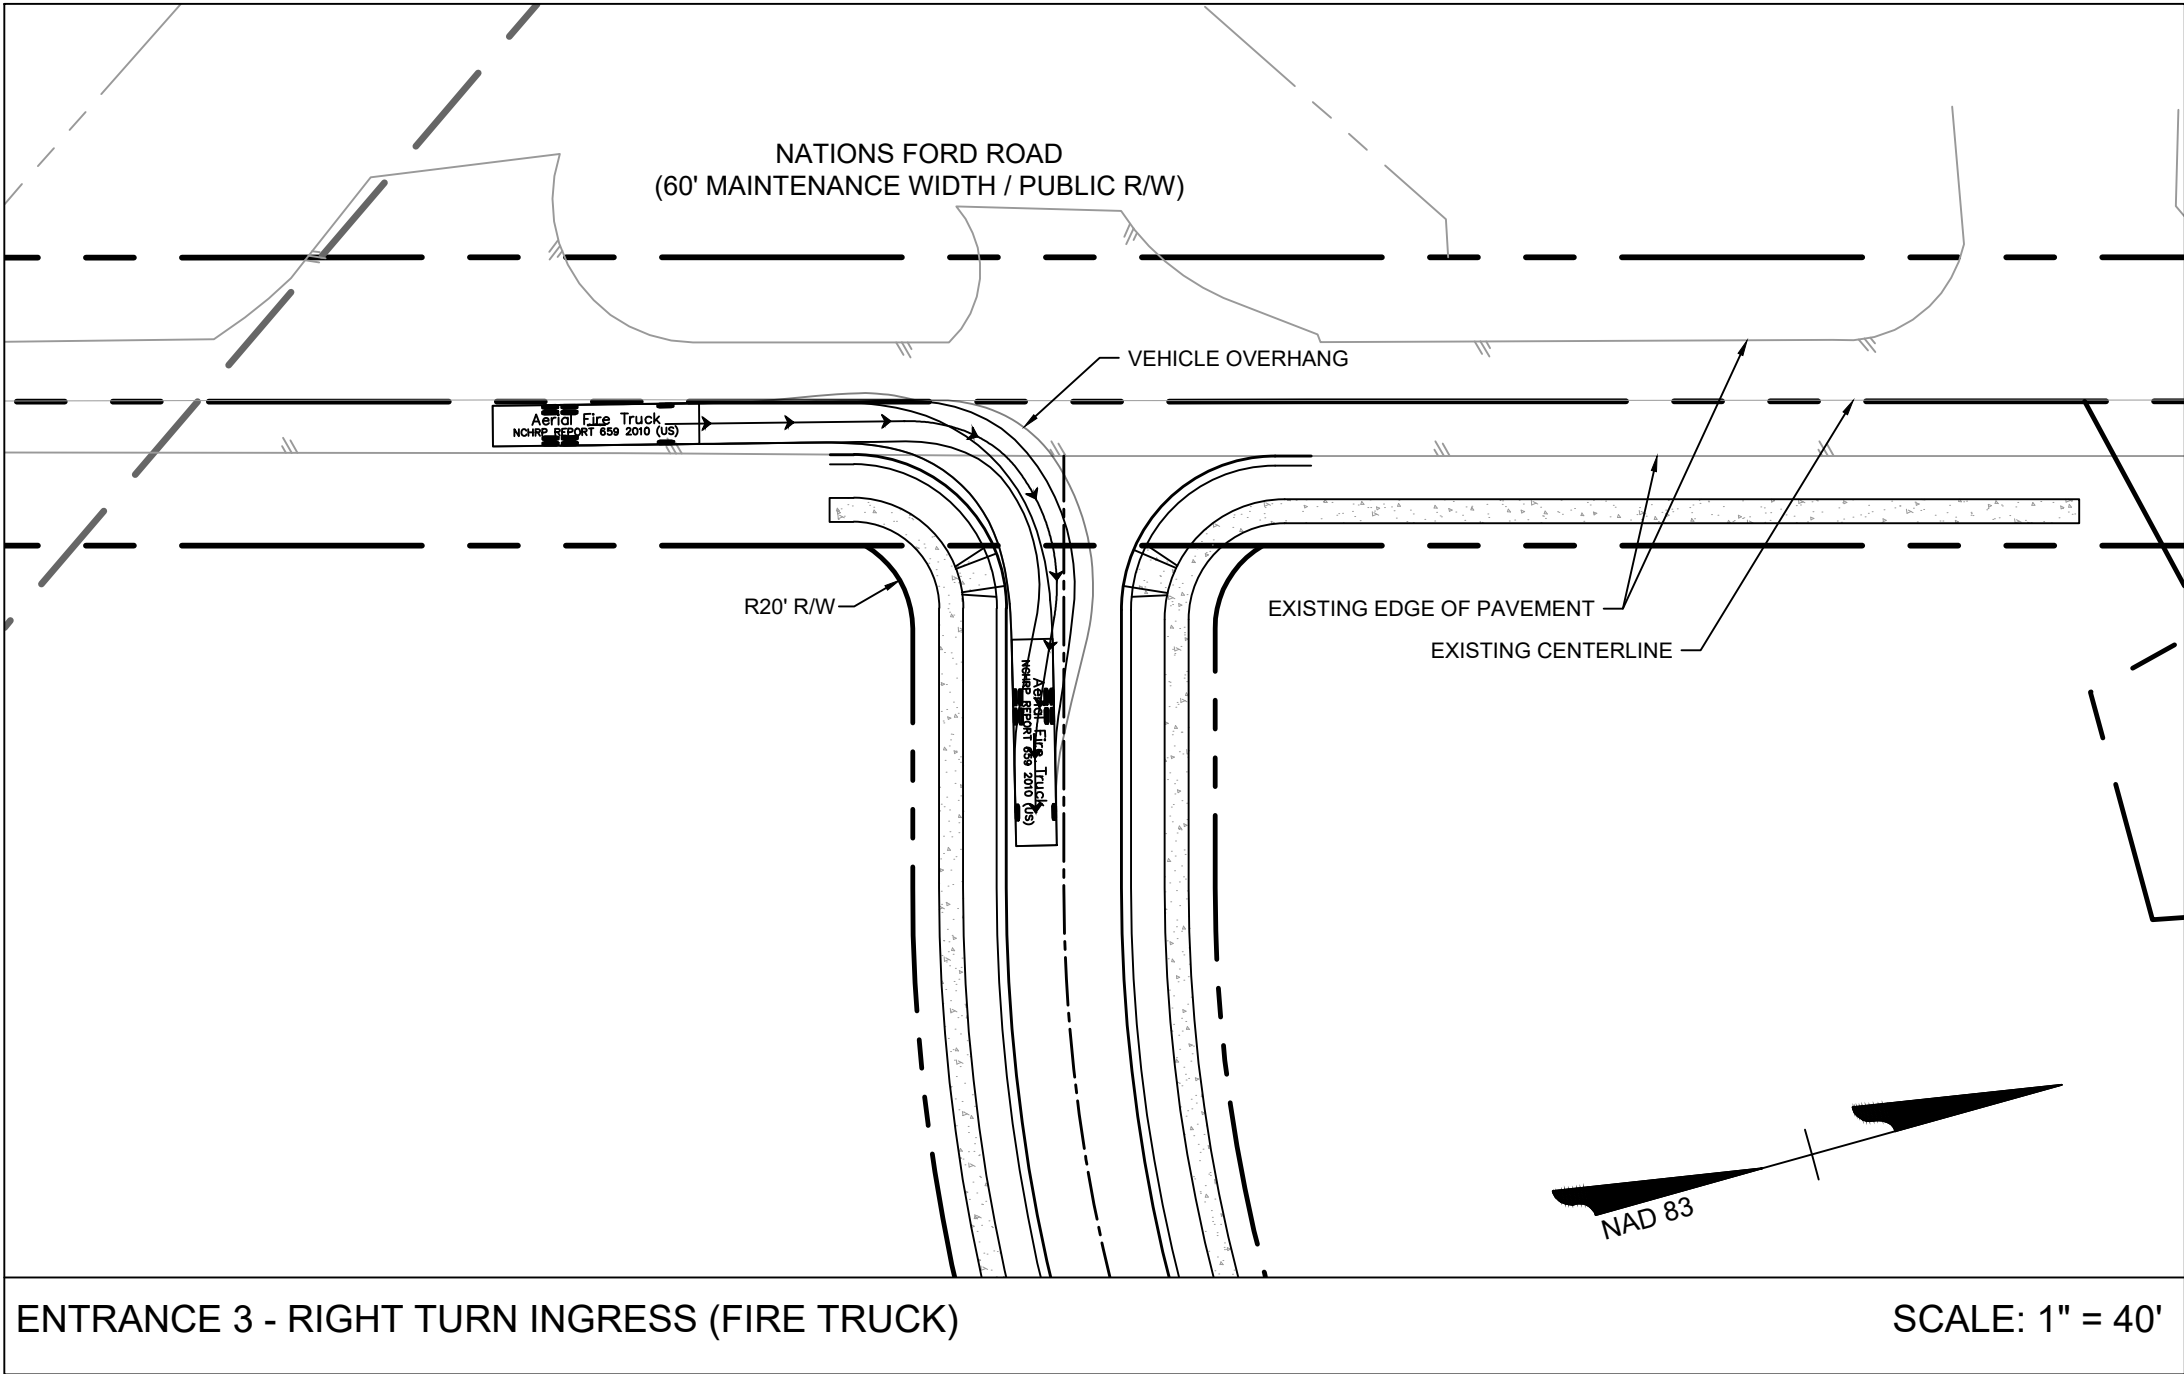 NATIONS FORD ROAD
(60' MAINTENANCE WIDTH / PUBLIC R/W)
VEHICLE OVERHANG
Aerial Fire Truck
NCHRP REPORT 659 2010 (US)
R20' R/W
EXISTING EDGE OF PAVEMENT
EXISTING CENTERLINE
Aerial Fire Truck
NCHRP REPORT 659 2010 (US)
NAD 83
ENTRANCE 3 - RIGHT TURN INGRESS (FIRE TRUCK)
SCALE: 1" = 40'